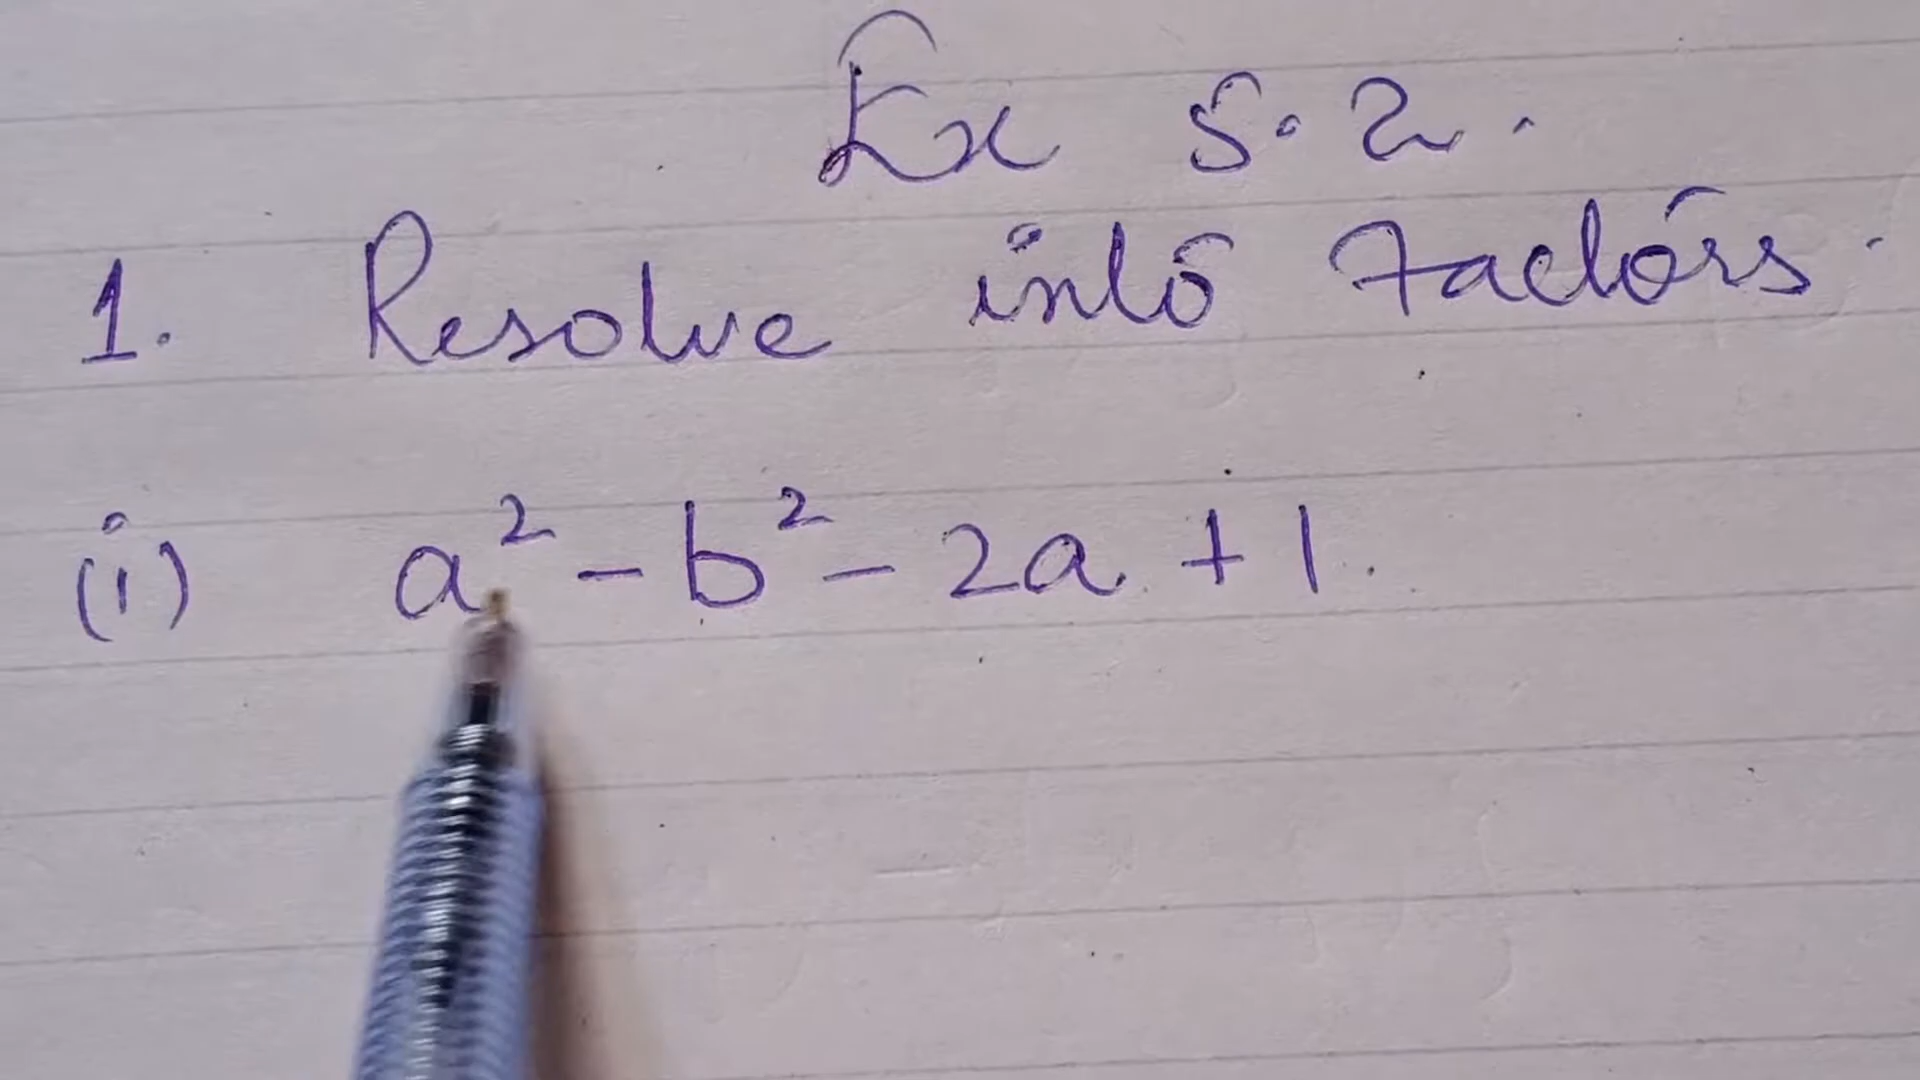 Ex 5.2.
1. Resolve into Factors.
(i) a² - b² - 2a + 1.